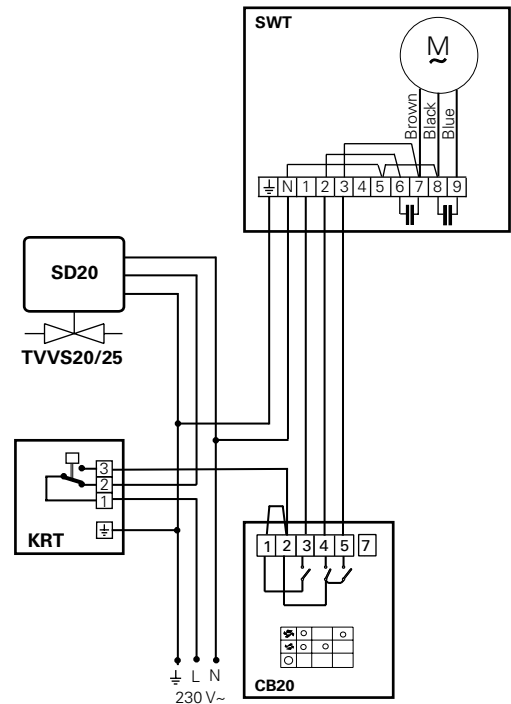 SWT
M
~
Brown
Black
Blue
N 1 2 3 4 5 6 7 8 9
SD20
TVVS20/25
3
2
1
KRT
1 2 3 4 5 7
L N
230 V~
CB20